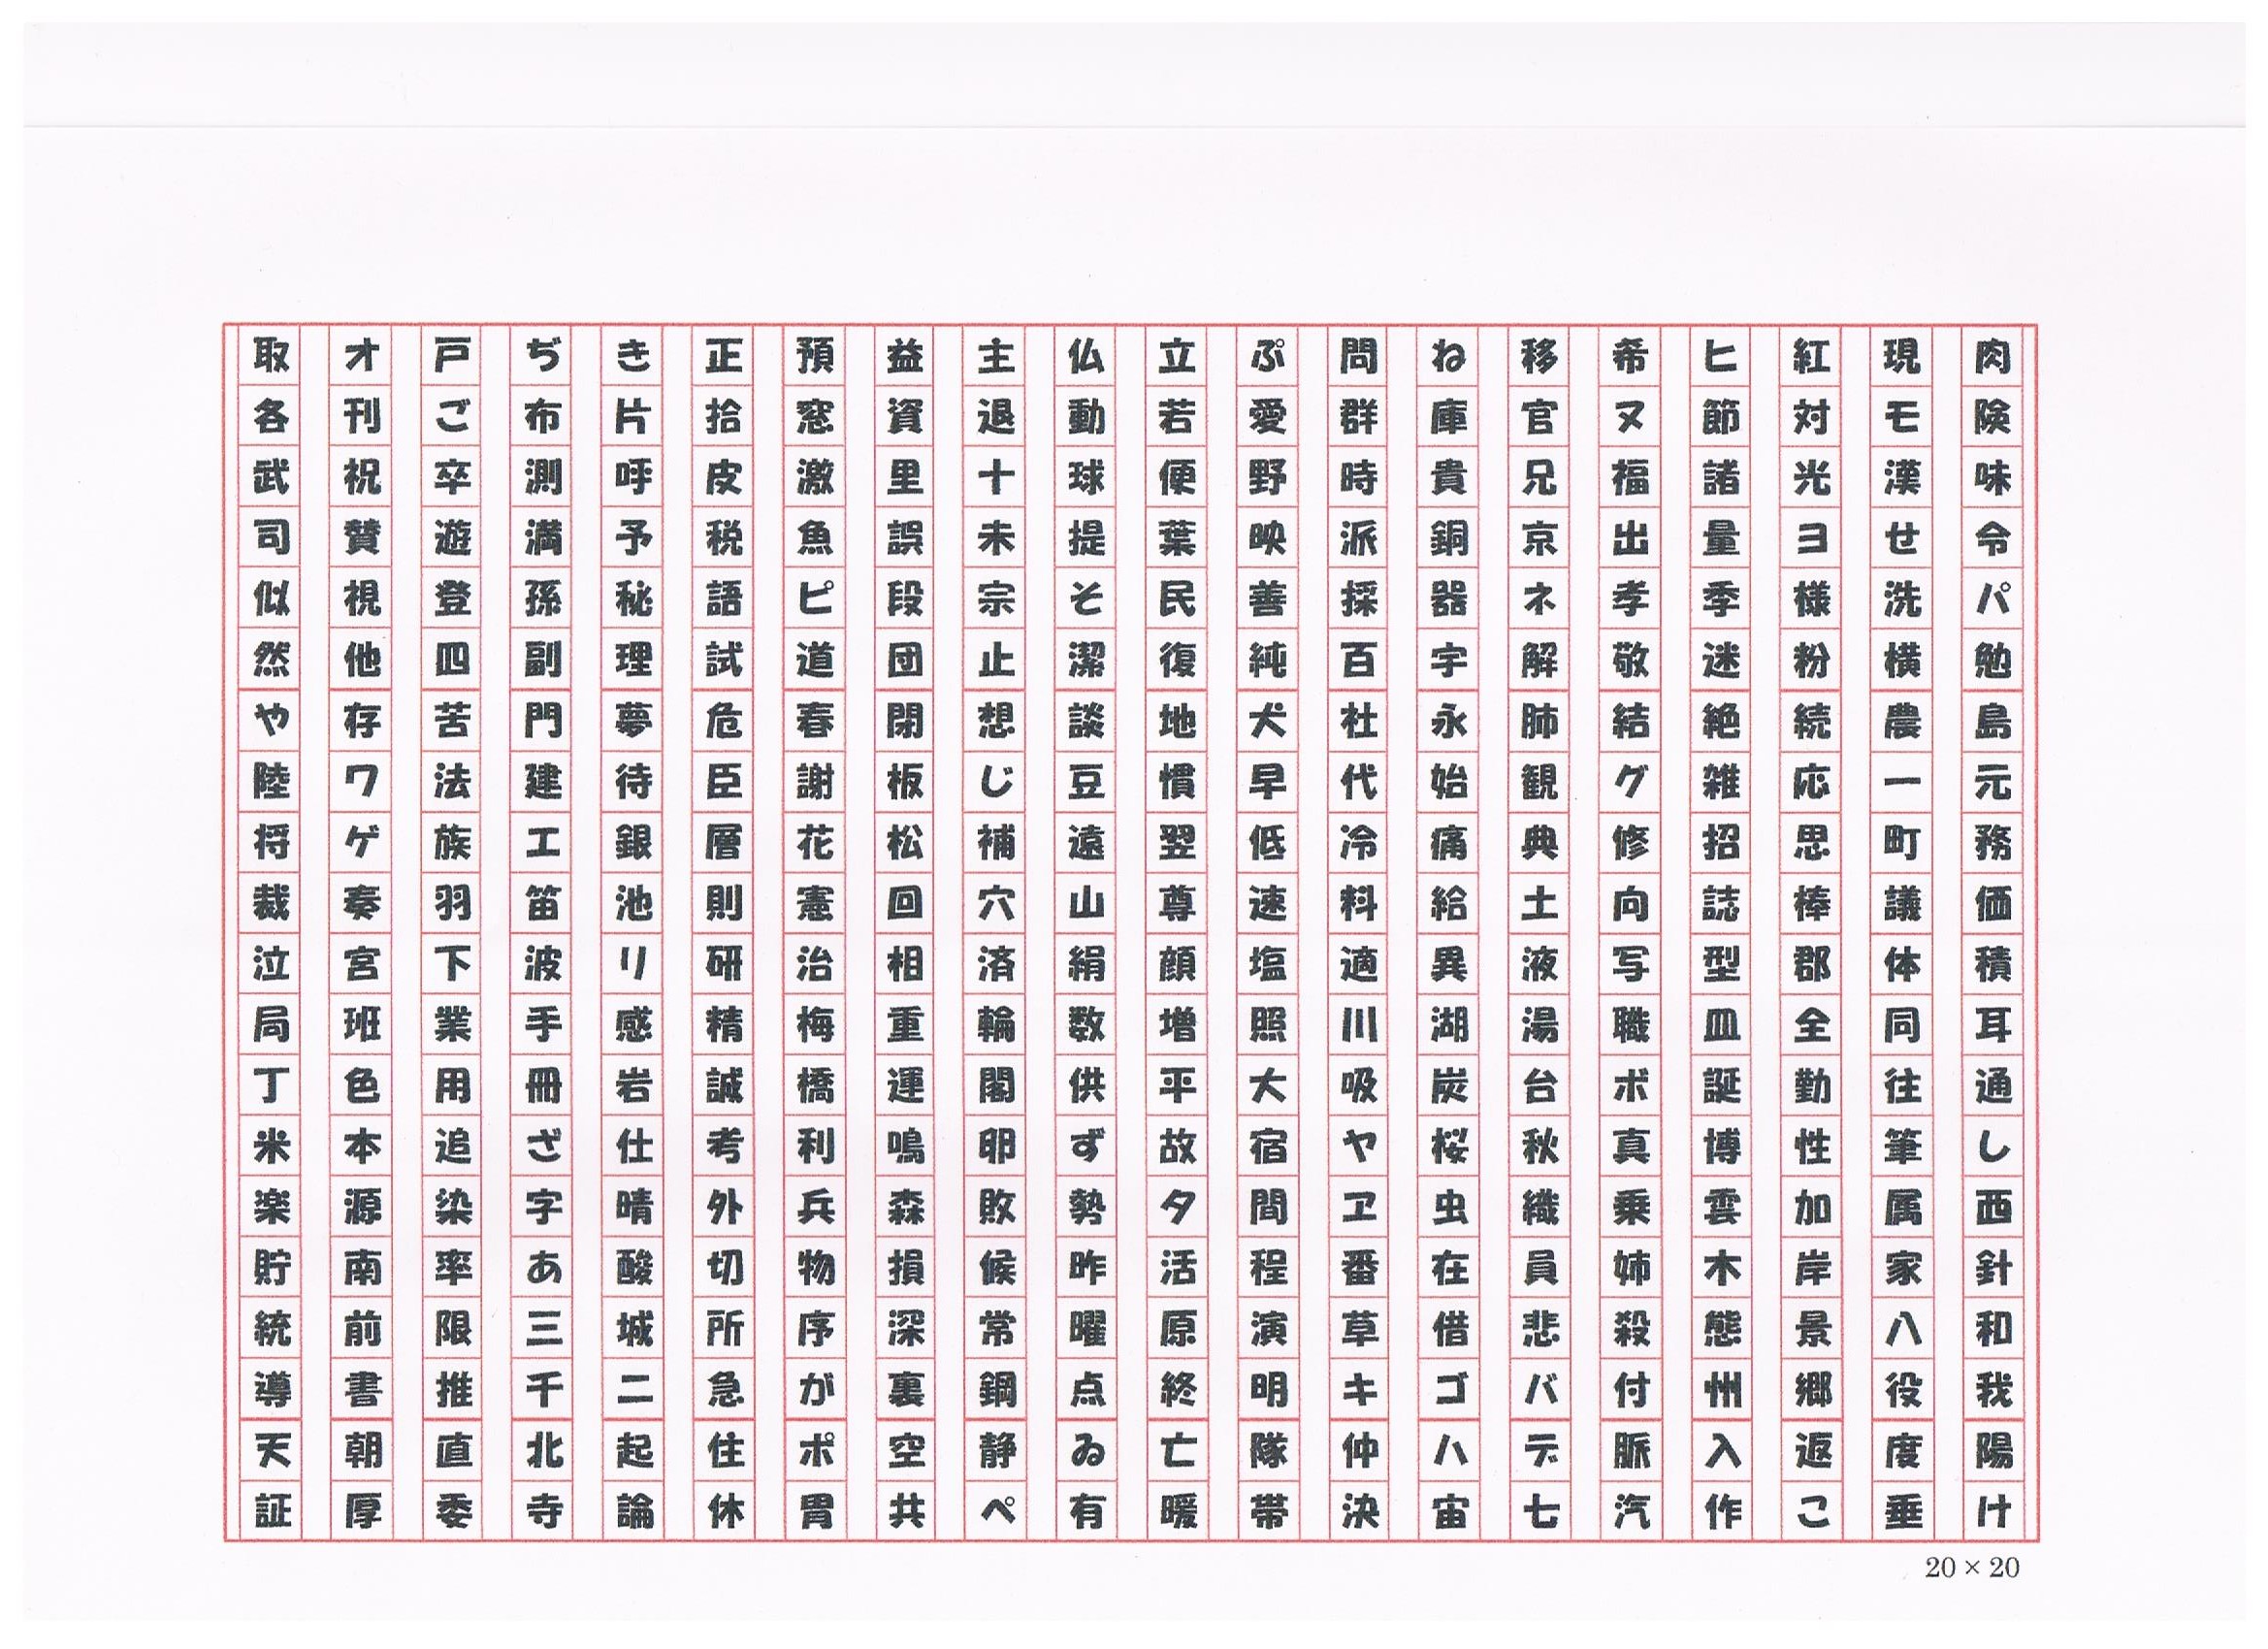 肉険味令パ勉島元務価積耳通し西針和我陽け
現モ漢せ洗横農一町議体同往筆属家八役度垂
紅対光ヨ様粉続応思棒郡全勤性加岸景郷返こ
ヒ節諸量季迷絶雑招誌型皿誕博雲木態州入作
希ヌ福出孝敬結グ修向写職ボ真乗姉殺付脈汽
移官兄京ネ解肺観典土液湯台秋織員悲バデ七
ね庫貴銅器宇永始痛給異湖炭桜虫在借ゴハ宙
問群時派採百社代冷料適川吸ヤヱ番草キ仲決
ぷ愛野映善純犬早低速塩照大宿間程演明隊帯
立若便葉民復地慣翌尊顔増平故夕活原終亡暖
仏動球提そ潔談豆遠山絹数供ず勢昨曜点ゐ有
主退十未宗止想じ補穴済輪閣卵敗候常鋼静ぺ
益資里誤段団閉板松回相重運鳴森損深裏空共
預窓激魚ピ道春謝花憲治梅橋利兵物序がポ胃
正拾皮税語試危臣層則研精誠考外切所急住休
き片呼予秘理夢待銀池リ感岩仕晴酸城二起論
ぢ布測満孫副門建工笛波手冊ざ字あ三千北寺
戸ご卒遊登四苦法族羽下業用追染率限推直委
オ刊祝賛視他存ワゲ奏宮班色本源南前書朝厚
取各武司似然や陸将裁泣局丁米楽貯統導天証
20×20